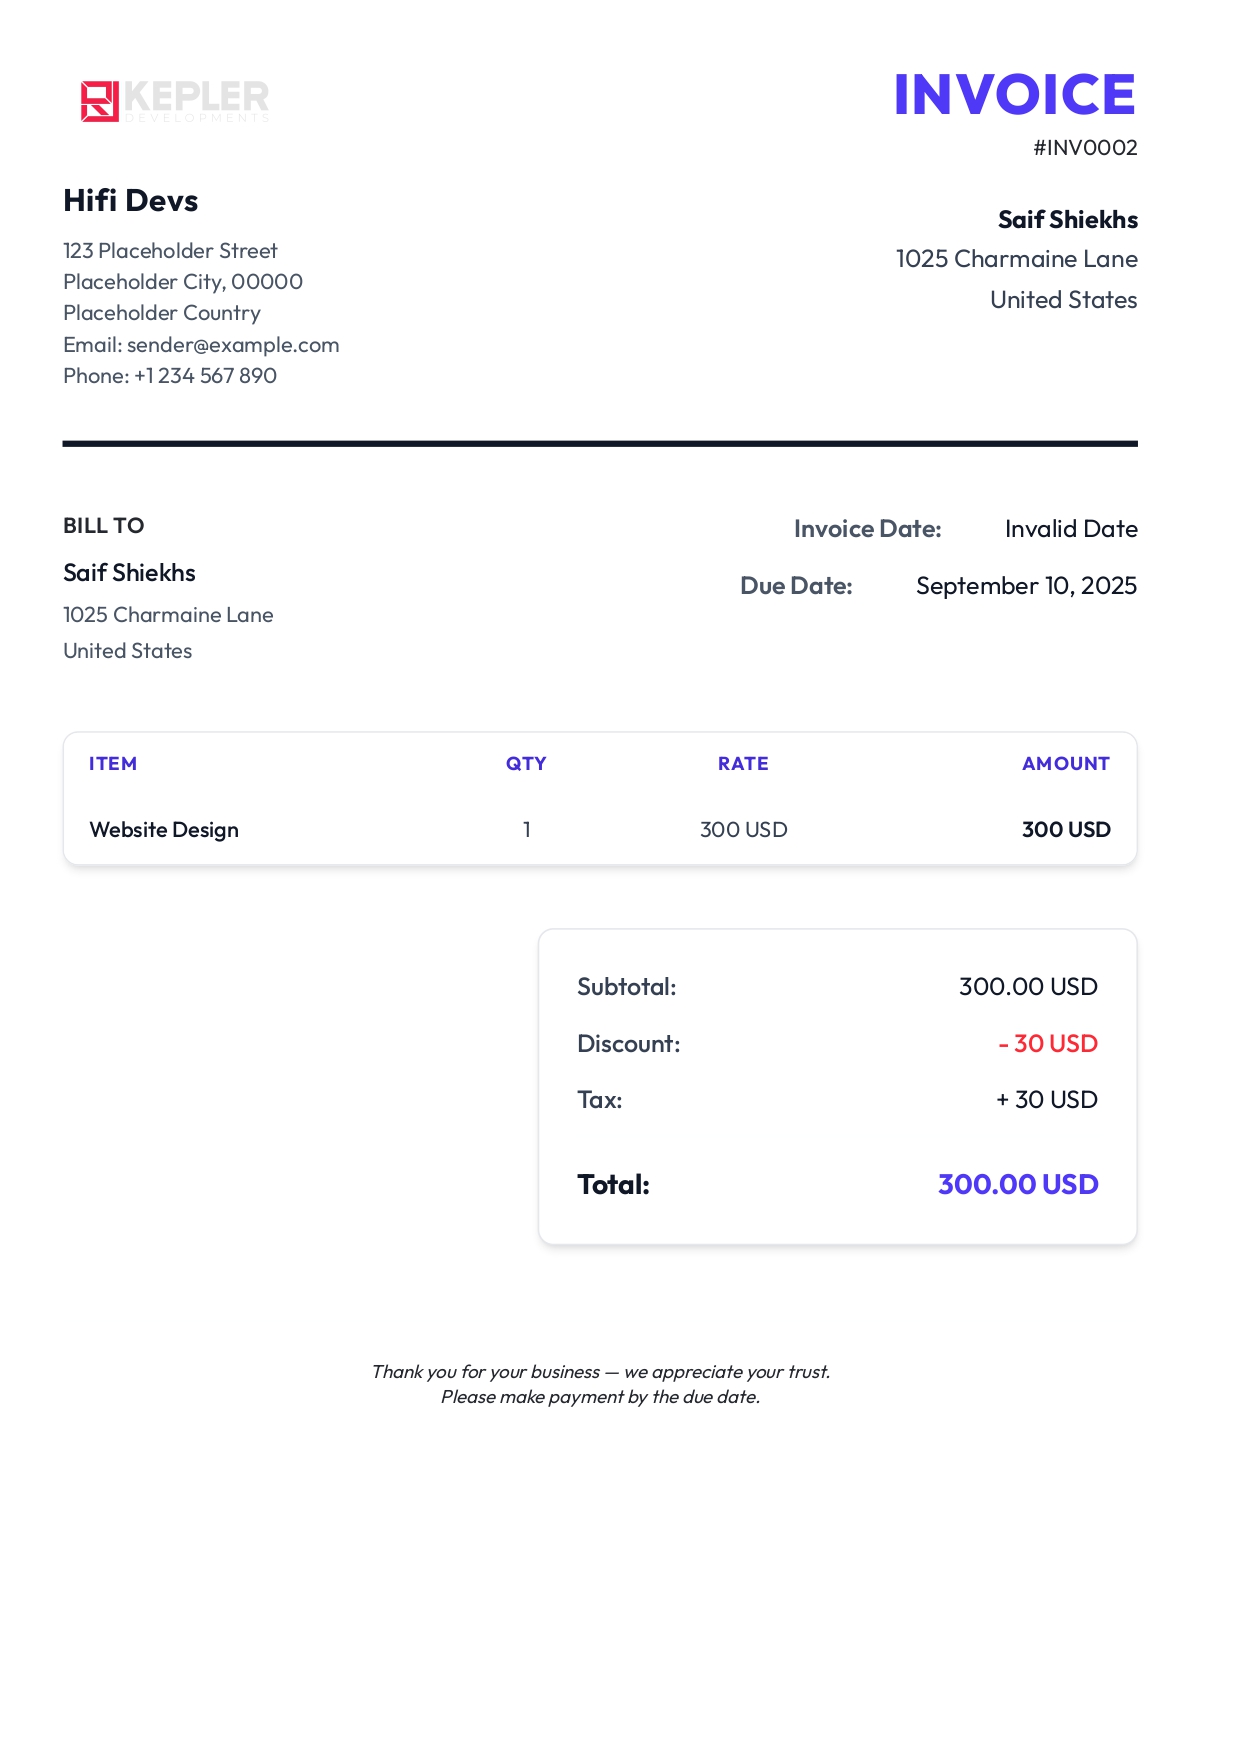 KEPLER
DEVELOPMENTS
INVOICE
#INV0002
Hifi Devs
123 Placeholder Street
Placeholder City, 00000
Placeholder Country
Email: sender@example.com
Phone: +1 234 567 890
Saif Shiekhs
1025 Charmaine Lane
United States
BILL TO
Saif Shiekhs
1025 Charmaine Lane
United States
Invoice Date: Invalid Date
Due Date: September 10, 2025
ITEM QTY RATE AMOUNT
Website Design 1 300 USD 300 USD
Subtotal: 300.00 USD
Discount: - 30 USD
Tax: + 30 USD
Total: 300.00 USD
Thank you for your business — we appreciate your trust.
Please make payment by the due date.